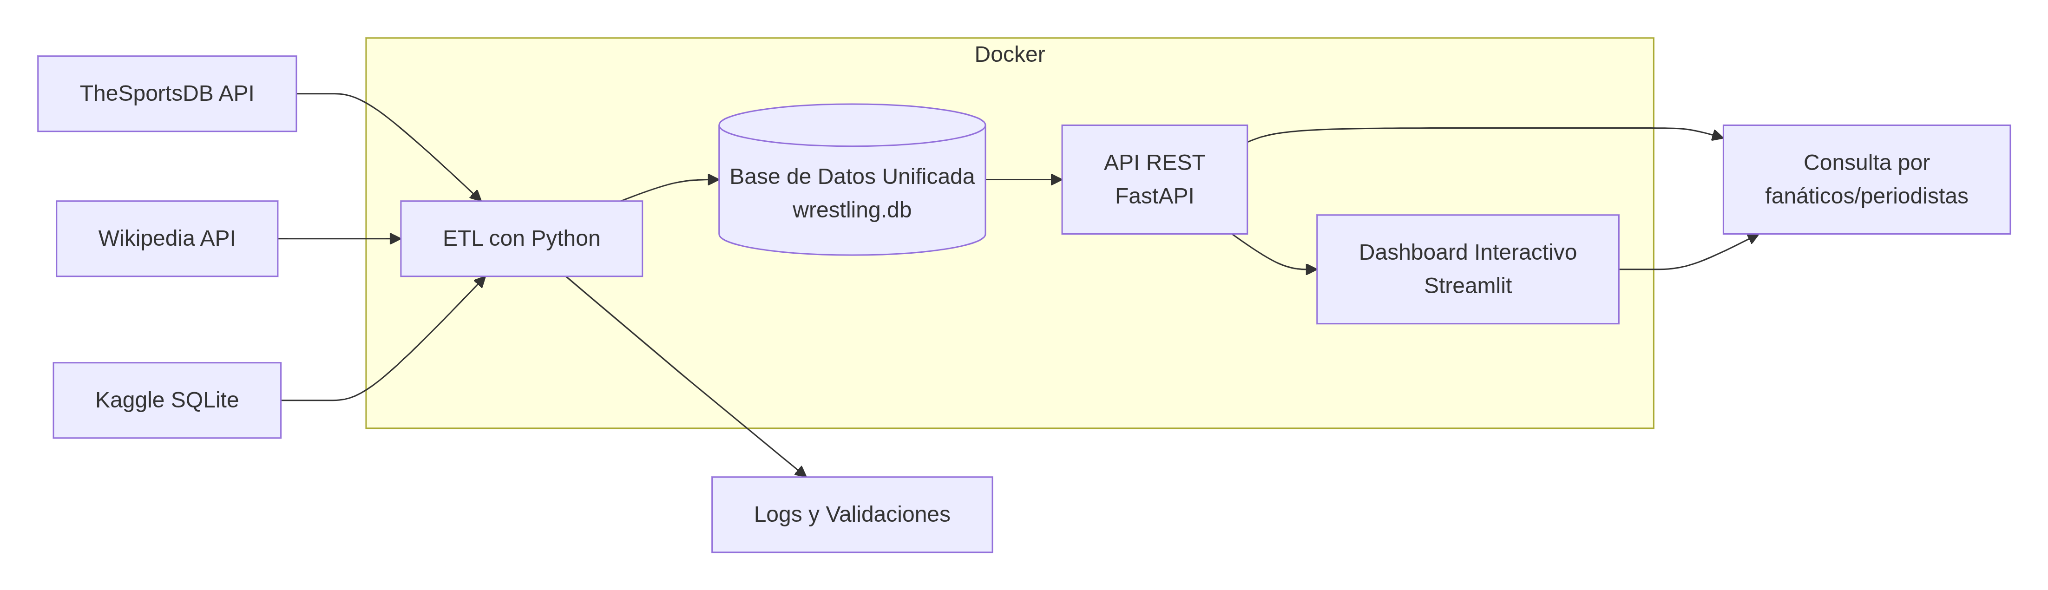 Docker
TheSportsDB API
Wikipedia API
Kaggle SQLite
ETL con Python
Base de Datos Unificada
wrestling.db
API REST
FastAPI
Dashboard Interactivo
Streamlit
Consulta por
fanáticos/periodistas
Logs y Validaciones